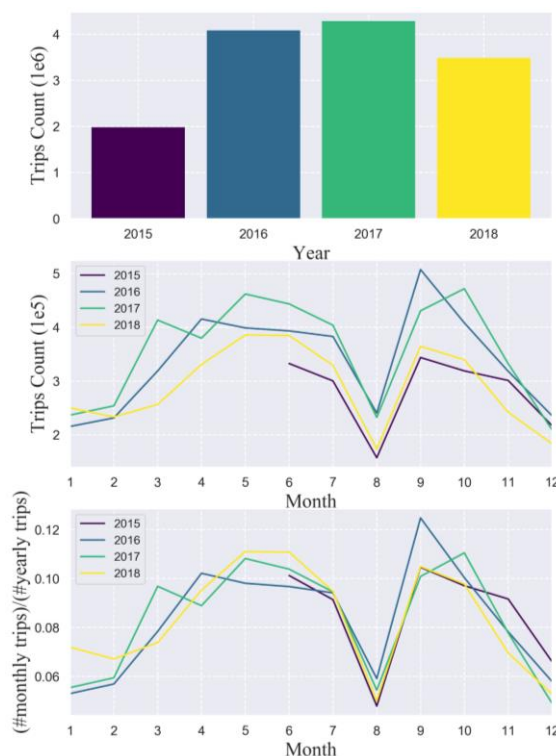 4
3
2
1
0
Trips Count (1e6)
2015 2016 2017 2018
Year
5
4
3
2
Trips Count (1e5)
2015
2016
2017
2018
1 2 3 4 5 6 7 8 9 10 11 12
Month
0.12
0.10
0.08
0.06
(#monthly trips)/(#yearly trips)
2015
2016
2017
2018
1 2 3 4 5 6 7 8 9 10 11 12
Month